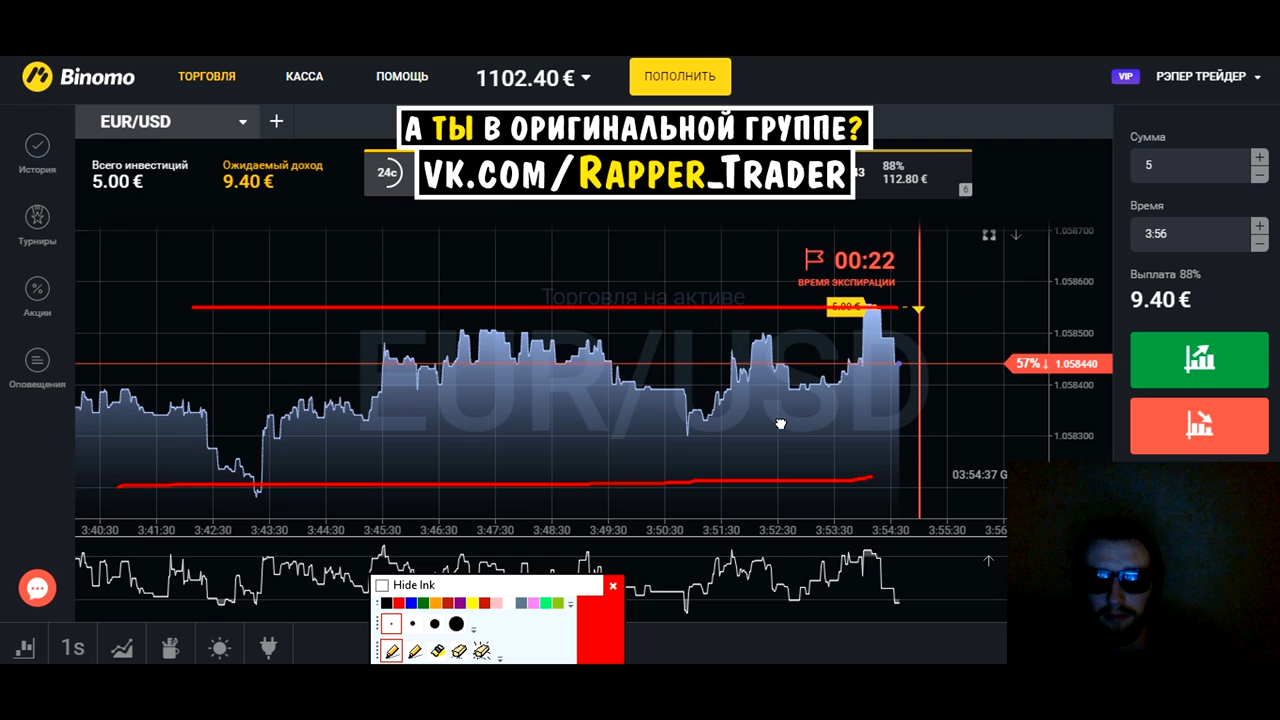 Binomo
ТОРГОВЛЯ
КАССА
ПОМОЩЬ
1102.40 €
ПОПОЛНИТЬ
VIP
РЭПЕР ТРЕЙДЕР
EUR/USD
+
А ТЫ В ОРИГИНАЛЬНОЙ ГРУППЕ?
VK.COM/RAPPER_TRADER
Всего инвестиций
5.00 €
Ожидаемый доход
9.40 €
24с
88%
112.80 €
6
Сумма
5
Время
3:56
Выплата 88%
9.40 €
История
Турниры
Акции
Оповещения
00:22
ВРЕМЯ ЭКСПИРАЦИИ
Торговля на активе
EUR/USD
5.00 €
1.058700
1.058600
1.058500
57% ↓ 1.058440
1.058400
1.058300
03:54:37 G
3:40:30 3:41:30 3:42:30 3:43:30 3:44:30 3:45:30 3:46:30 3:47:30 3:48:30 3:49:30 3:50:30 3:51:30 3:52:30 3:53:30 3:54:30 3:55:30 3:56
Hide Ink
1s